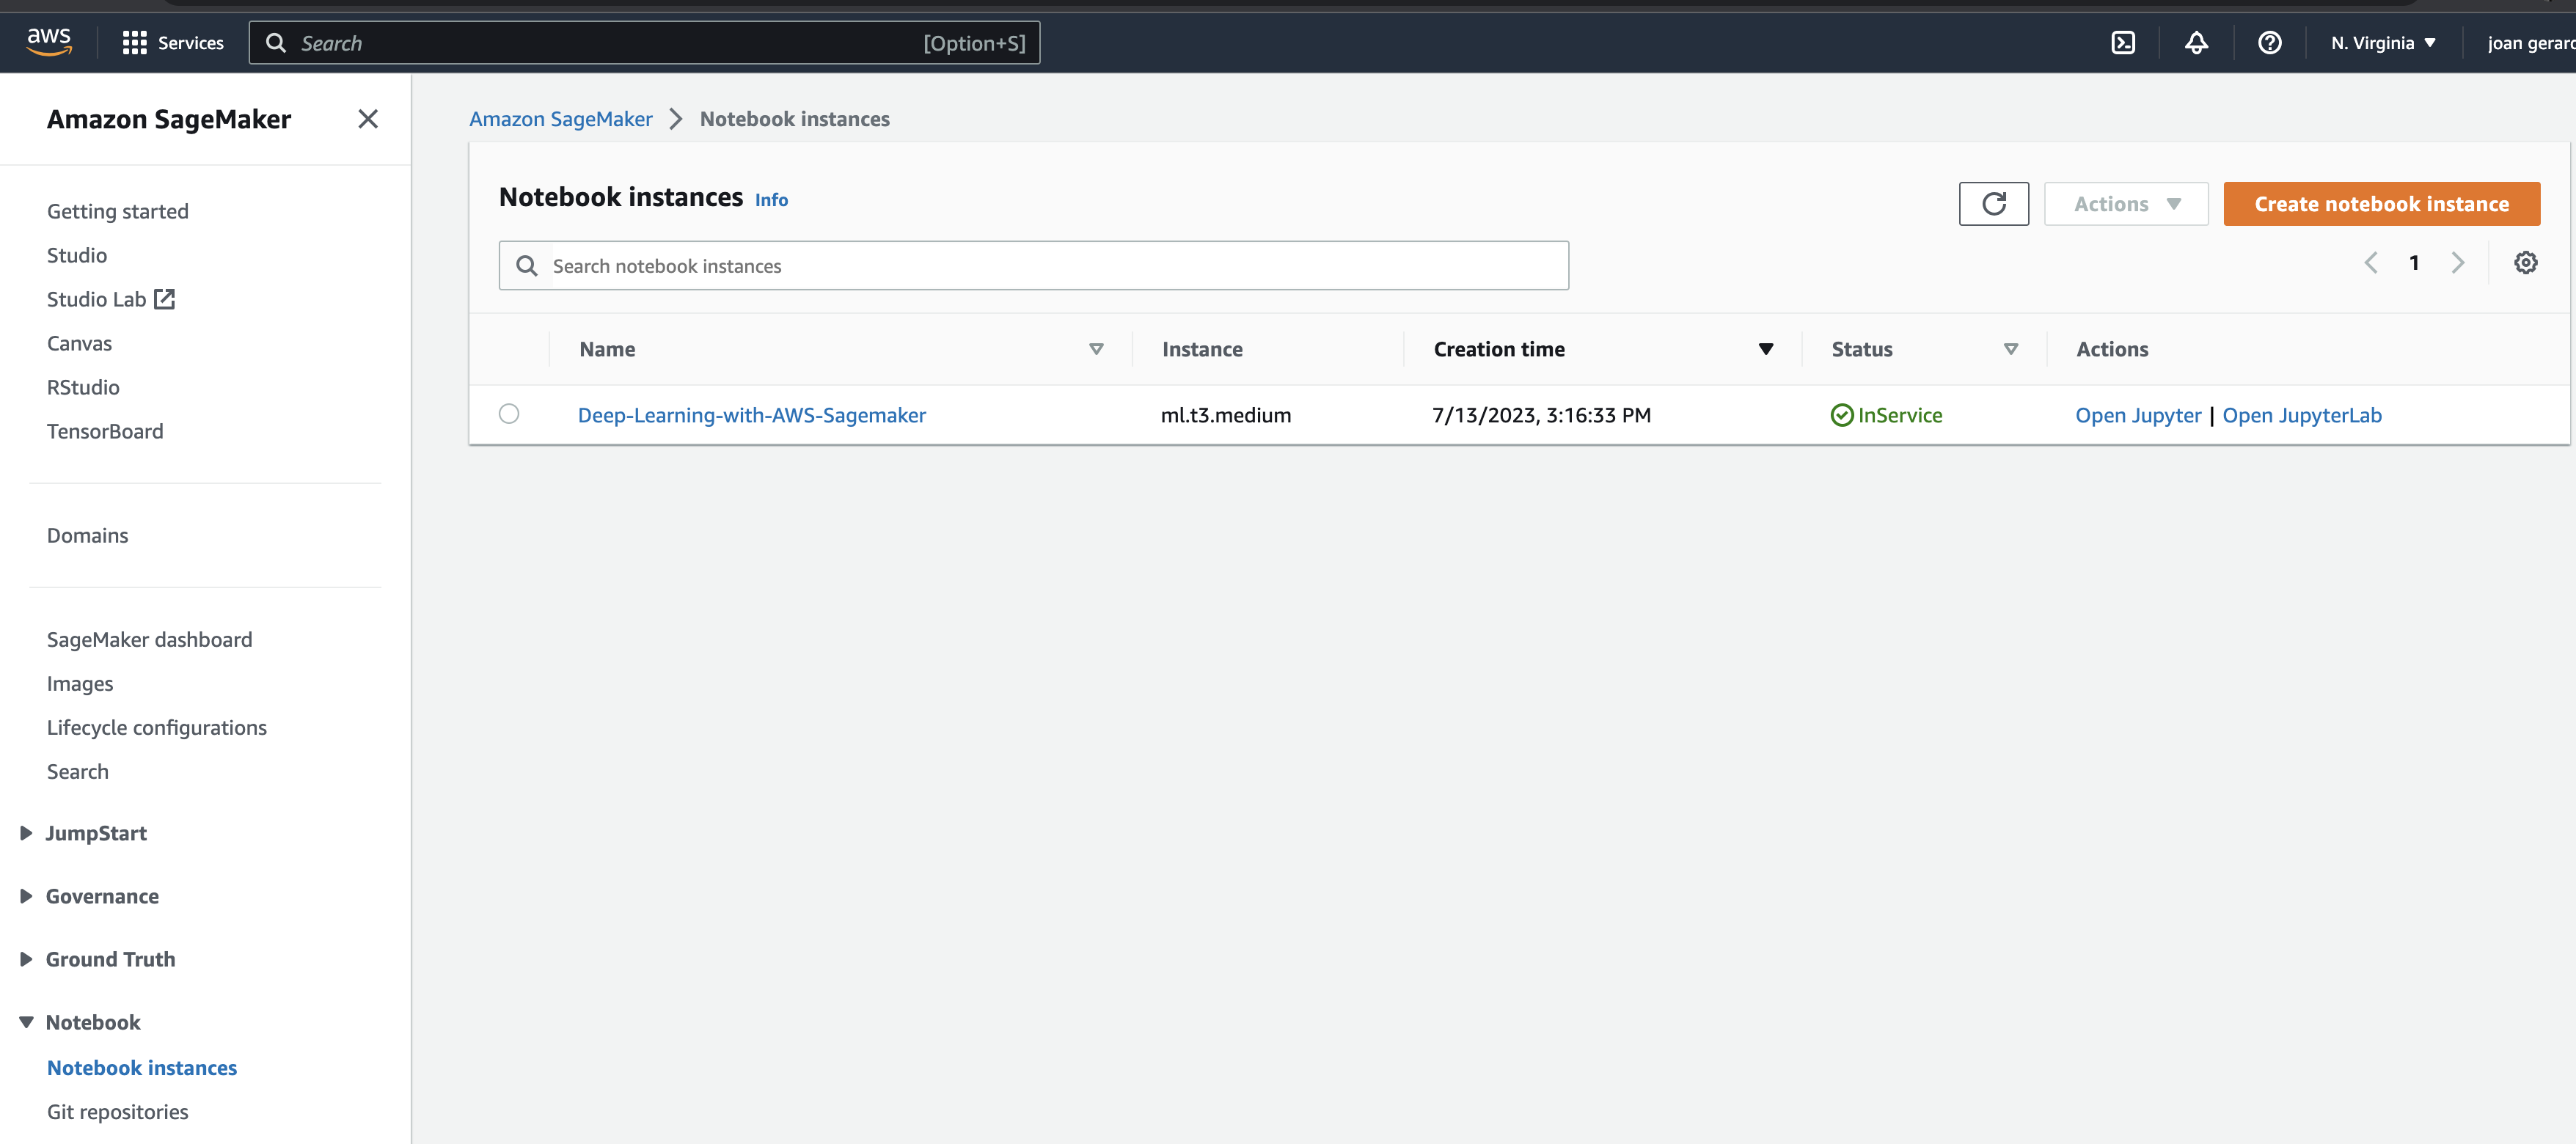 aws Services Search [Option+S] N. Virginia joan
Amazon SageMaker
Getting started
Studio
Studio Lab
Canvas
RStudio
TensorBoard
Domains
SageMaker dashboard
Images
Lifecycle configurations
Search
JumpStart
Governance
Ground Truth
Notebook
Notebook instances
Git repositories
Amazon SageMaker Notebook instances
Notebook instances Info
Actions Create notebook instance
Search notebook instances
1
Name Instance Creation time Status Actions
Deep-Learning-with-AWS-Sagemaker ml.t3.medium 7/13/2023, 3:16:33 PM InService Open Jupyter | Open JupyterLab